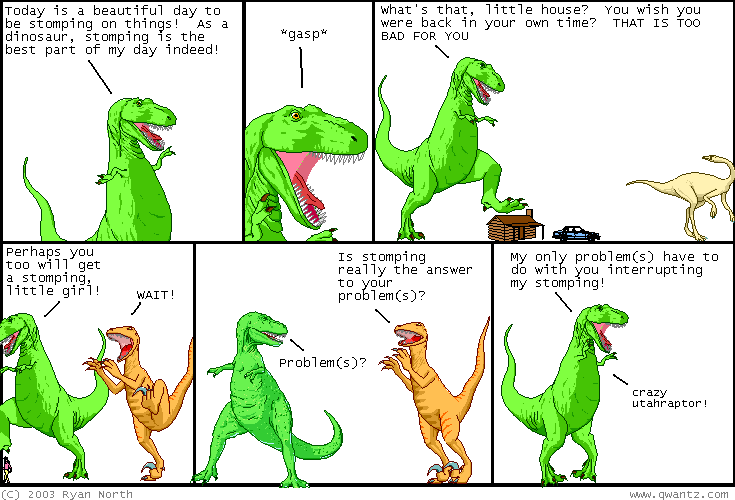 Today is a beautiful day to
be stomping on things! As a
dinosaur, stomping is the
best part of my day indeed!
*gasp*
What's that, little house? You wish you
were back in your own time? THAT IS TOO
BAD FOR YOU
Perhaps you
too will get
a stomping,
little girl!
WAIT!
Problem(s)?
Is stomping
really the answer
to your
problem(s)?
My only problem(s) have to
do with you interrupting
my stomping!
crazy
utahraptor!
(C) 2003 Ryan North
www.qwantz.com